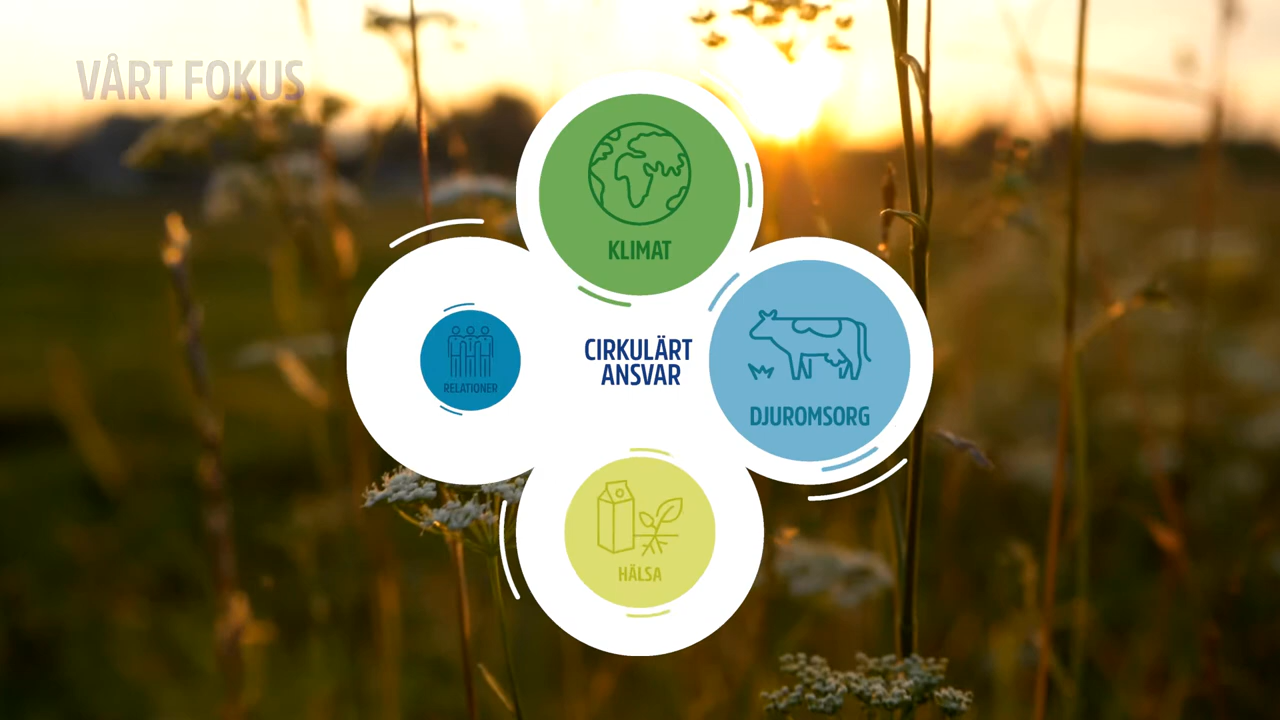 VÅRT FOKUS
KLIMAT
CIRKULÄRT
ANSVAR
RELATIONER
DJUROMSORG
HÄLSA